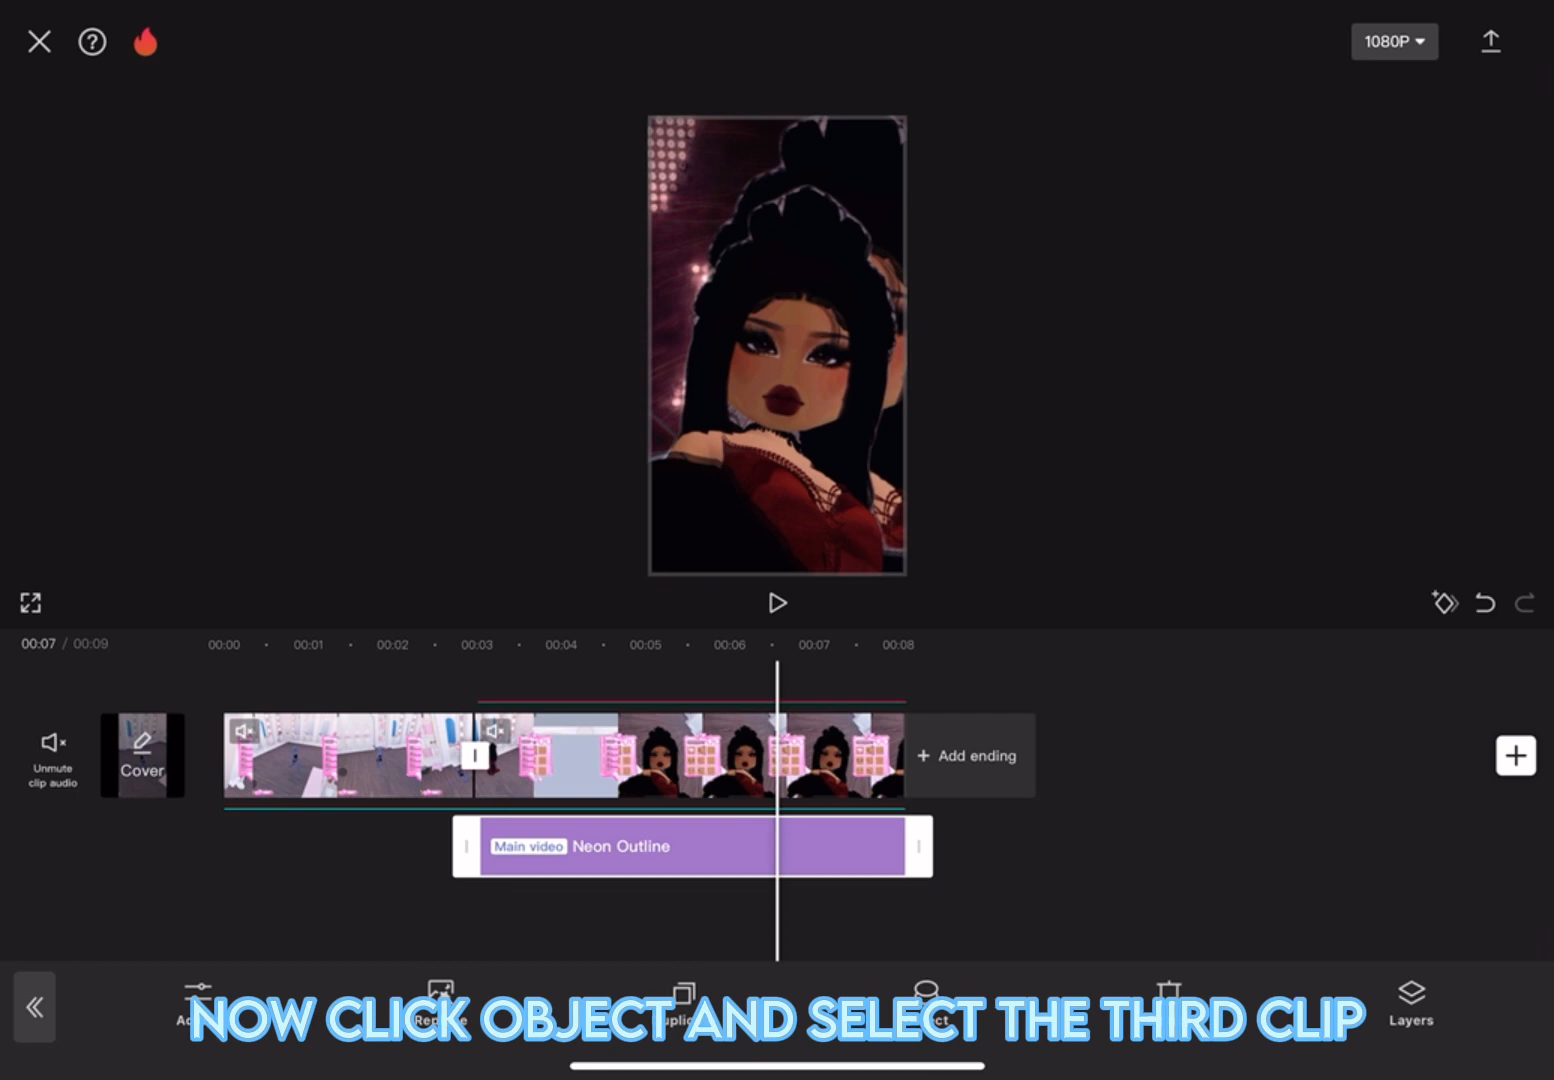 1080P
00:07 / 00:09
00:00 00:01 00:02 00:03 00:04 00:05 00:06 00:07 00:08
Unmute
clip audio
Cover
+ Add ending
Main video Neon Outline
Layers
NOW CLICK OBJECT AND SELECT THE THIRD CLIP